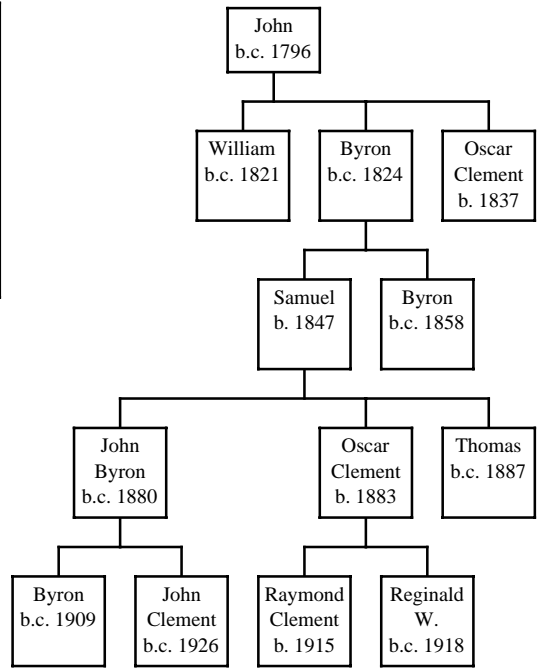 John
b.c. 1796
William
b.c. 1821
Byron
b.c. 1824
Oscar
Clement
b. 1837
Samuel
b. 1847
Byron
b.c. 1858
John
Byron
b.c. 1880
Oscar
Clement
b. 1883
Thomas
b.c. 1887
Byron
b.c. 1909
John
Clement
b.c. 1926
Raymond
Clement
b. 1915
Reginald
W.
b.c. 1918